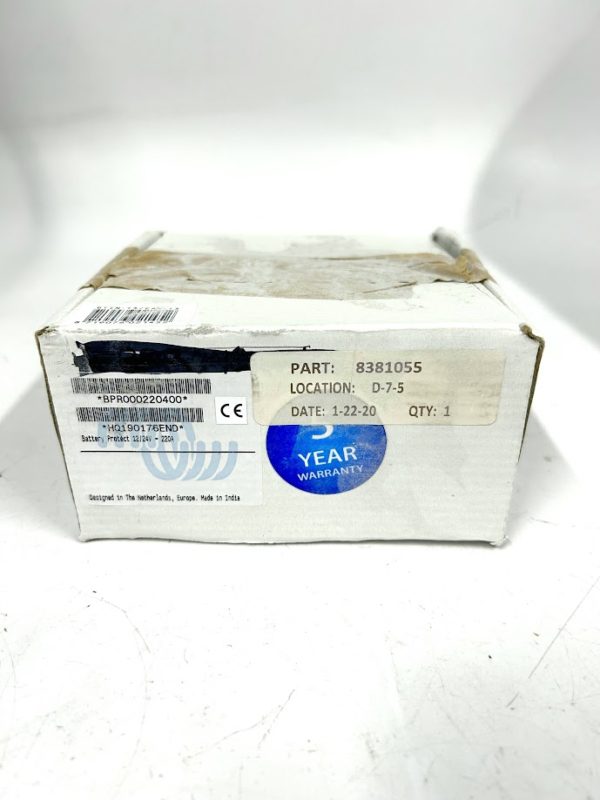 *BPR000220400*
*HQ190176END*
Battery Protect 12/24V - 220A
Designed in The Netherlands, Europe. Made in India
CE
PART: 8381055
LOCATION: D-7-5
DATE: 1-22-20 QTY: 1
YEAR
WARRANTY